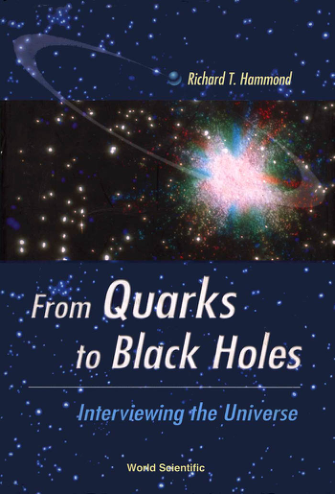 Richard T. Hammond
From Quarks
to Black Holes
Interviewing the Universe
World Scientific